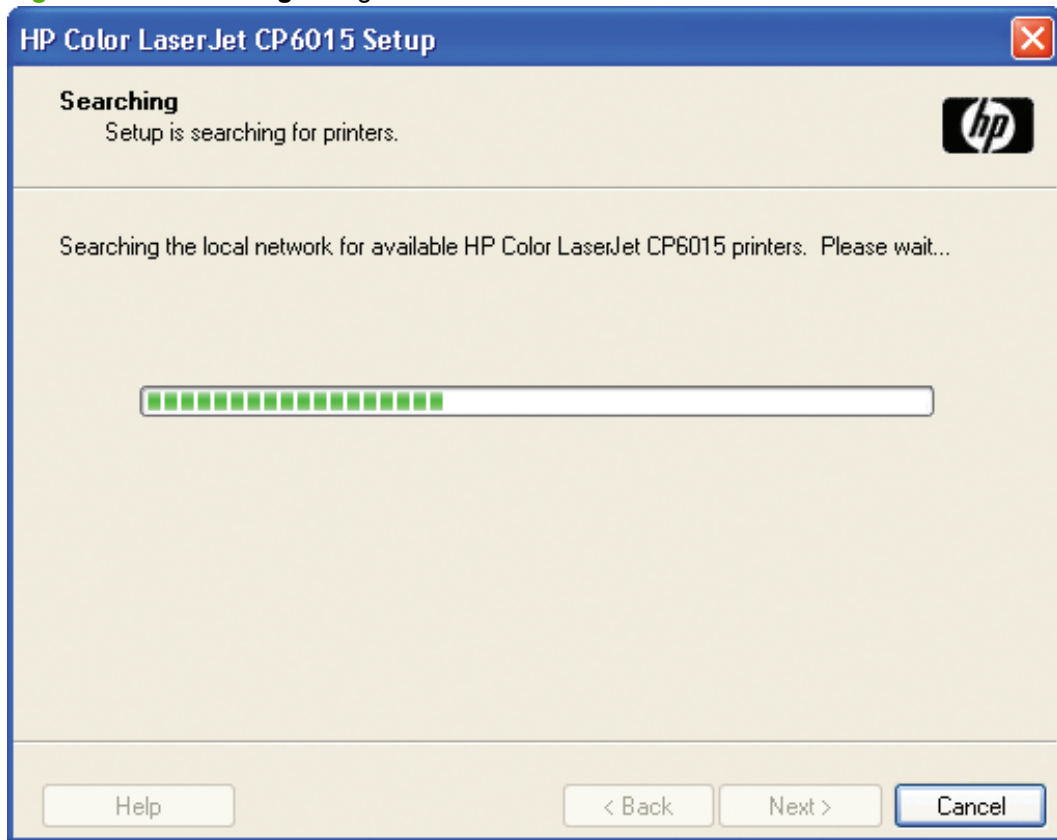 HP Color LaserJet CP6015 Setup
Searching
Setup is searching for printers.
hp
Searching the local network for available HP Color LaserJet CP6015 printers. Please wait...
Help < Back Next > Cancel